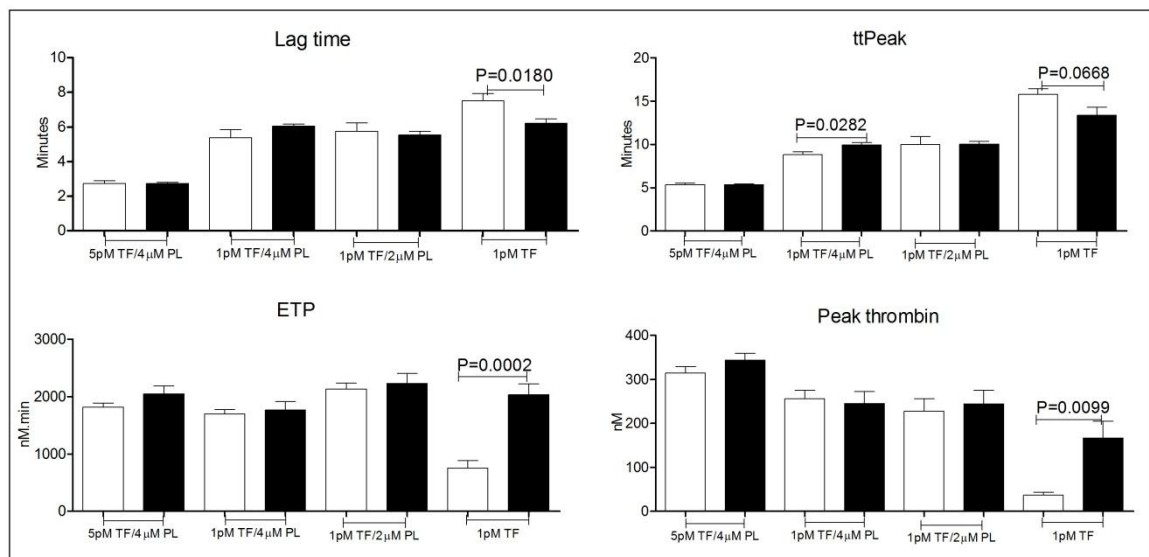 Lag time
10
8
6
4
2
0
Minutes
P=0.0180
5pM TF/4μM PL
1pM TF/4μM PL
1pM TF/2μM PL
1pM TF
ttPeak
20
15
10
5
0
Minutes
P=0.0282
P=0.0668
5pM TF/4μM PL
1pM TF/4μM PL
1pM TF/2μM PL
1pM TF
ETP
3000
2000
1000
0
nM.min
P=0.0002
5pM TF/4μM PL
1pM TF/4μM PL
1pM TF/2μM PL
1pM TF
Peak thrombin
400
300
200
100
0
nM
P=0.0099
5pM TF/4μM PL
1pM TF/4μM PL
1pM TF/2μM PL
1pM TF